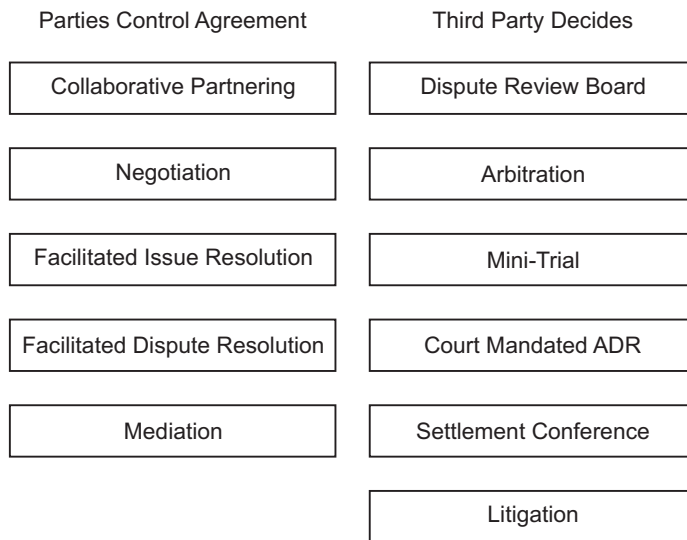 Parties Control Agreement
Collaborative Partnering
Negotiation
Facilitated Issue Resolution
Facilitated Dispute Resolution
Mediation
Third Party Decides
Dispute Review Board
Arbitration
Mini-Trial
Court Mandated ADR
Settlement Conference
Litigation